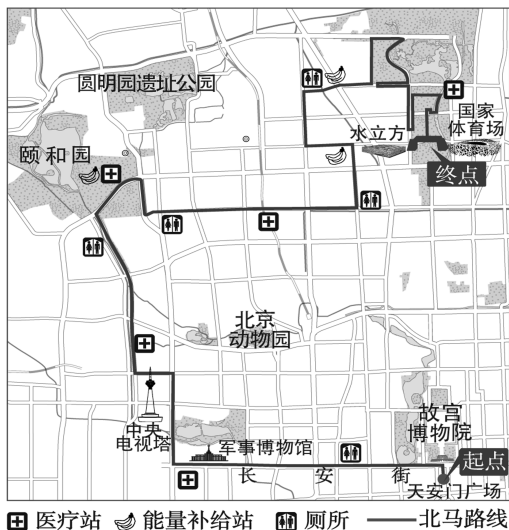 圆明园遗址公园
颐和园
水立方
国家
体育场
终点
北京
动物园
中央
电视塔
军事博物馆
故宫
博物院
起点
长安街
天安门广场
医疗站 能量补给站 厕所 北马路线